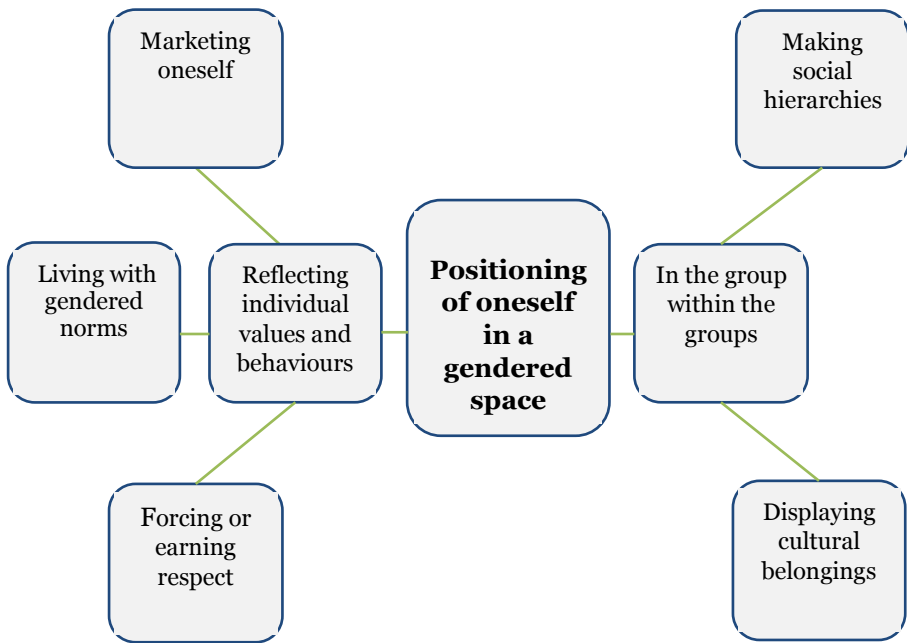 Marketing
oneself
Making
social
hierarchies
Living with
gendered
norms
Reflecting
individual
values and
behaviours
Positioning
of oneself
in a
gendered
space
In the group
within the
groups
Forcing or
earning
respect
Displaying
cultural
belongings